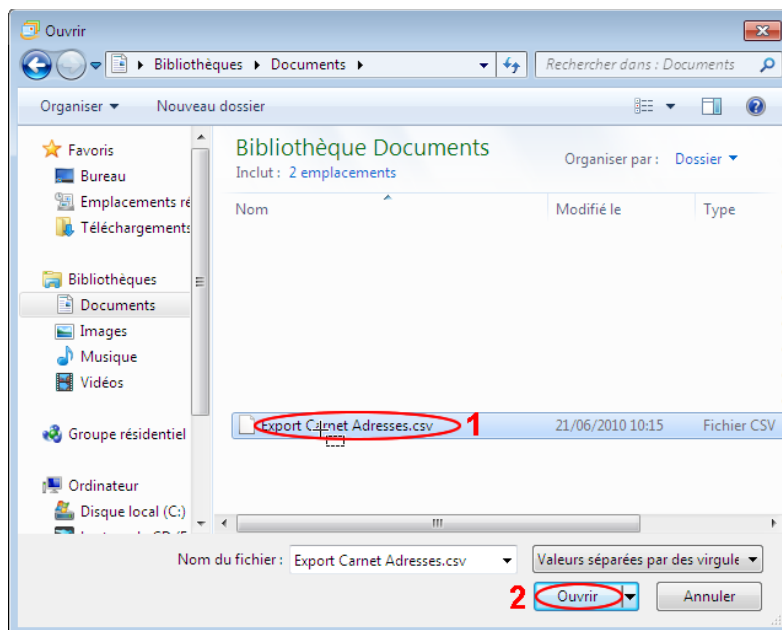 Ouvrir
Bibliothèques Documents
Rechercher dans : Documents
Organiser Nouveau dossier
Favoris
Bureau
Emplacements ré
Téléchargements
Bibliothèques
Documents
Images
Musique
Vidéos
Groupe résidentiel
Ordinateur
Disque local (C:)
Bibliothèque Documents
Inclut : 2 emplacements
Organiser par : Dossier
Nom Modifié le Type
Export Carnet Adresses.csv 1 21/06/2010 10:15 Fichier CSV
Nom du fichier : Export Carnet Adresses.csv Valeurs séparées par des virgule
2 Ouvrir Annuler